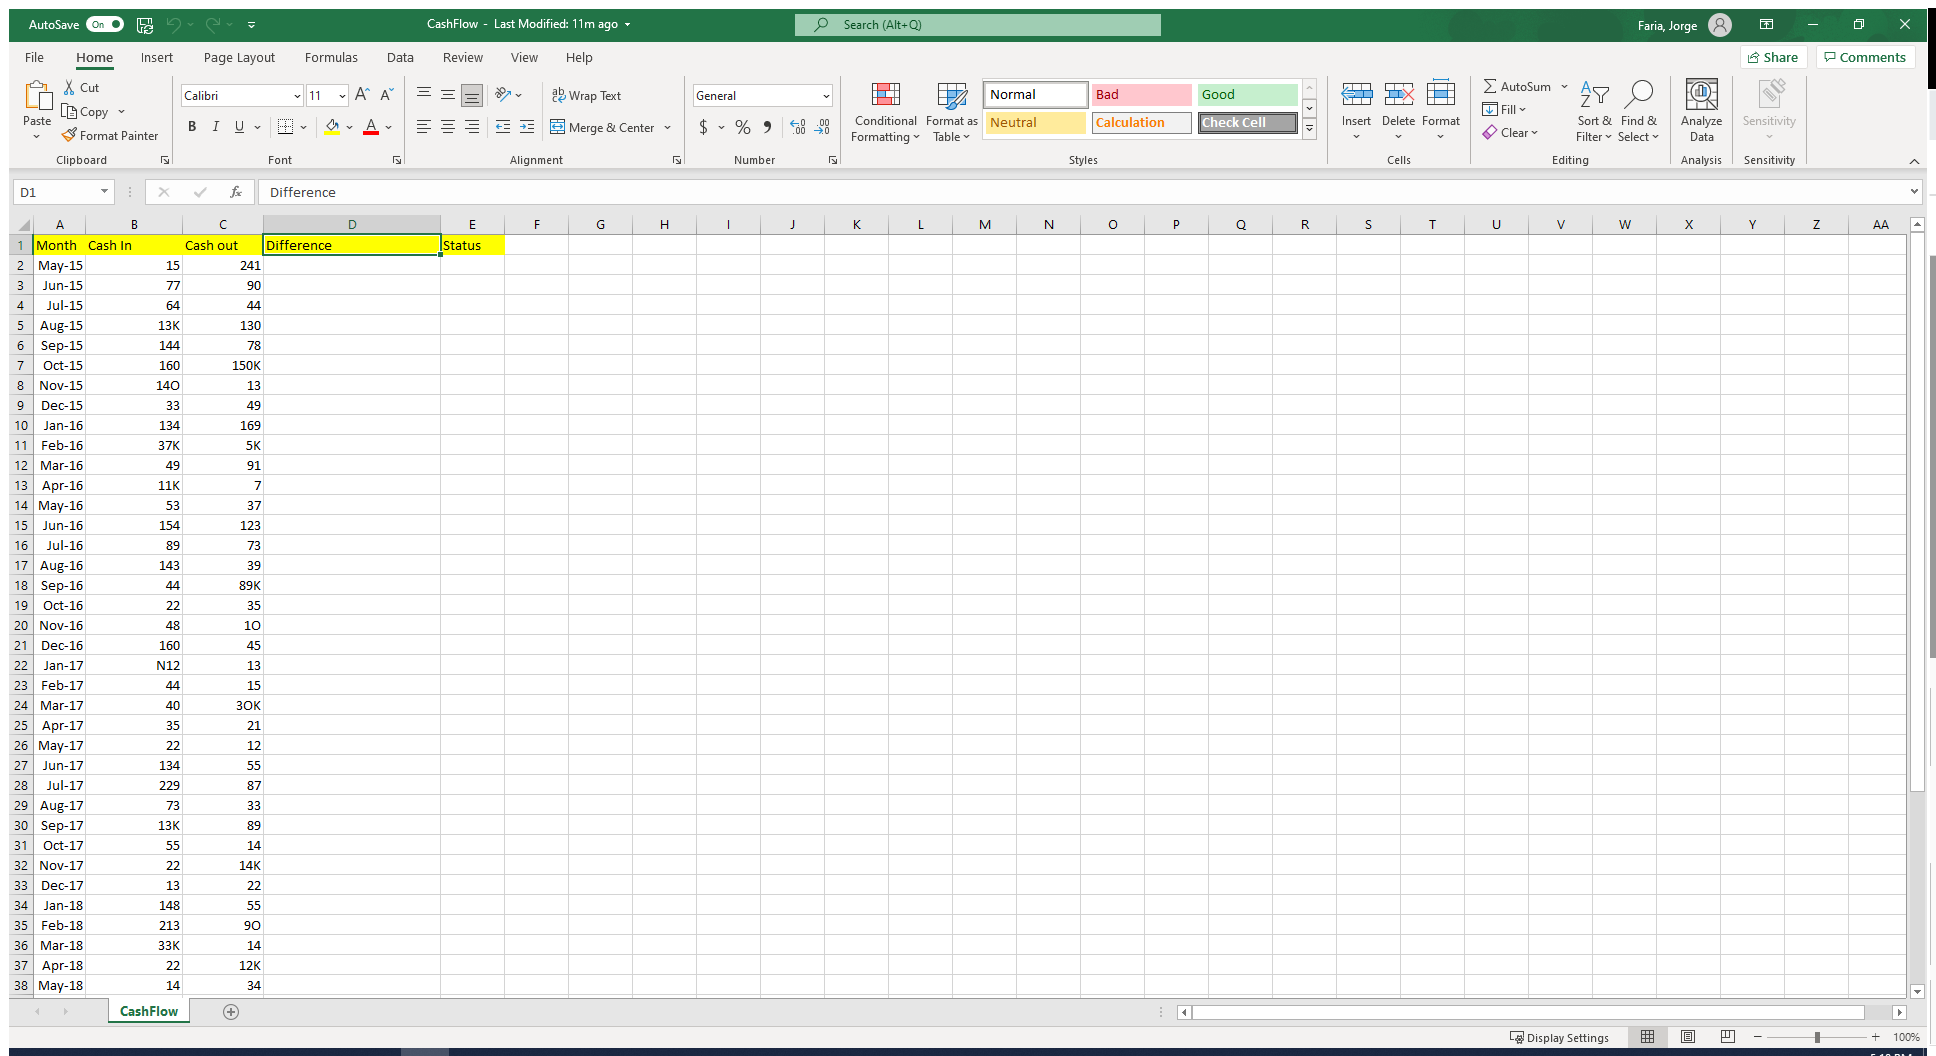 AutoSave On CashFlow - Last Modified: 11m ago Search (Alt+Q) Faria, Jorge
File Home Insert Draw Page Layout Formulas Data Review View Help Share Comments
Paste Cut Copy Format Painter Clipboard
Calibri 11 B I U A Font
Wrap Text Merge & Center Alignment
General $ % Number
Conditional Formatting Format as Table Normal Bad Good Neutral Calculation Check Cell Styles
Insert Delete Format Cells
AutoSum Fill Clear Sort & Filter Find & Select Editing
Analyze Data Analysis
Sensitivity Sensitivity
D1 fx Difference
A B C D E F G H I J K L M N O P Q R S T U V W X Y Z AA
1 Month Cash In Cash out Difference Status
2 May-15 15 241
3 Jun-15 77 90
4 Jul-15 64 44
5 Aug-15 13K 130
6 Sep-15 144 78
7 Oct-15 160 150K
8 Nov-15 14O 13
9 Dec-15 33 49
10 Jan-16 134 169
11 Feb-16 37K 5K
12 Mar-16 49 91
13 Apr-16 11K 7
14 May-16 53 37
15 Jun-16 154 123
16 Jul-16 89 73
17 Aug-16 143 39
18 Sep-16 44 89K
19 Oct-16 22 35
20 Nov-16 48 1O
21 Dec-16 160 45
22 Jan-17 N12 13
23 Feb-17 44 15
24 Mar-17 40 3OK
25 Apr-17 35 21
26 May-17 22 12
27 Jun-17 134 55
28 Jul-17 229 87
29 Aug-17 73 33
30 Sep-17 13K 89
31 Oct-17 55 14
32 Nov-17 22 14K
33 Dec-17 13 22
34 Jan-18 148 55
35 Feb-18 213 9O
36 Mar-18 33K 14
37 Apr-18 22 12K
38 May-18 14 34
CashFlow
Display Settings 100%